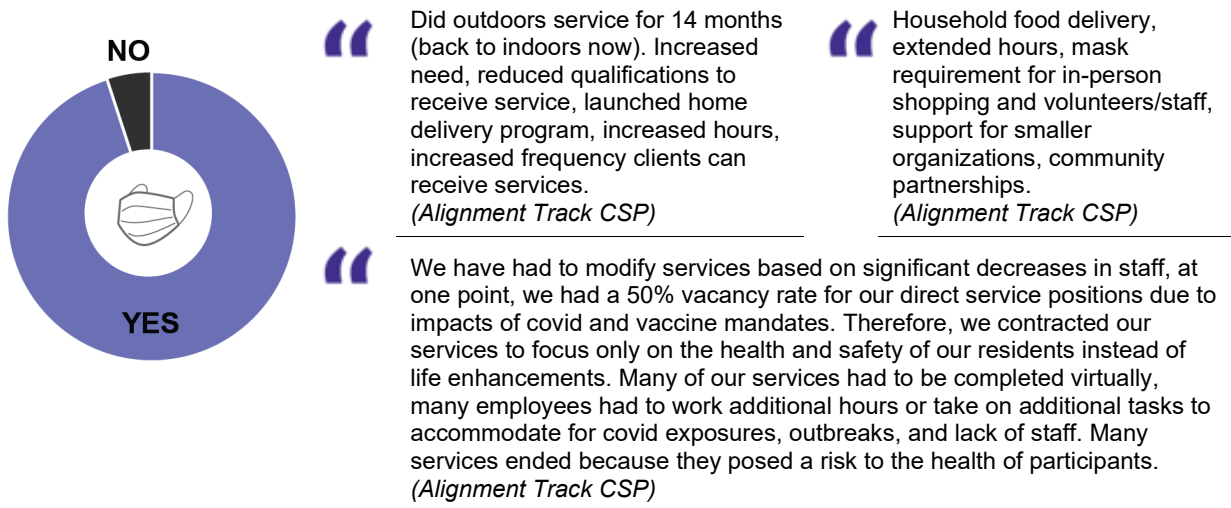 NO
YES
“
Did outdoors service for 14 months
(back to indoors now). Increased
need, reduced qualifications to
receive service, launched home
delivery program, increased hours,
increased frequency clients can
receive services.
(Alignment Track CSP)
“
Household food delivery,
extended hours, mask
requirement for in-person
shopping and volunteers/staff,
support for smaller
organizations, community
partnerships.
(Alignment Track CSP)
“
We have had to modify services based on significant decreases in staff, at
one point, we had a 50% vacancy rate for our direct service positions due to
impacts of covid and vaccine mandates. Therefore, we contracted our
services to focus only on the health and safety of our residents instead of
life enhancements. Many of our services had to be completed virtually,
many employees had to work additional hours or take on additional tasks to
accommodate for covid exposures, outbreaks, and lack of staff. Many
services ended because they posed a risk to the health of participants.
(Alignment Track CSP)